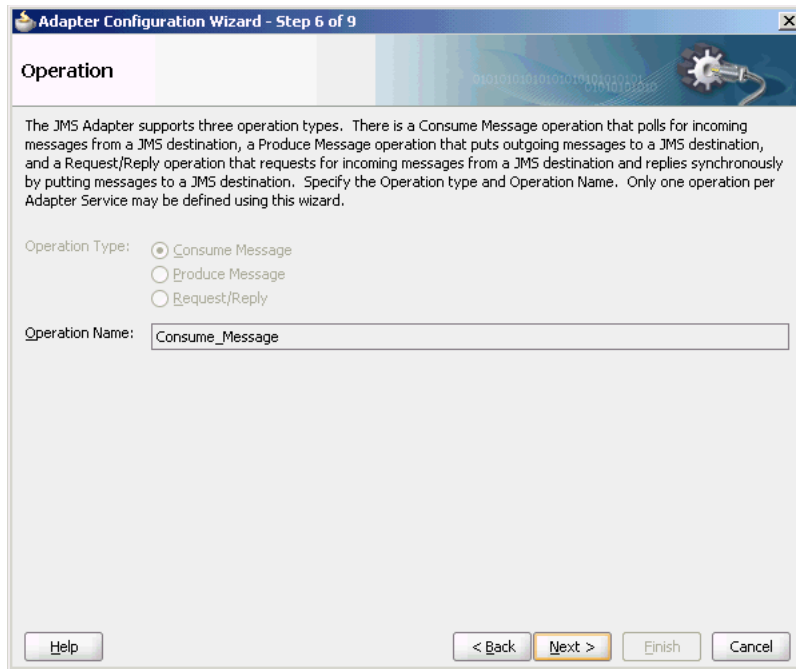 Adapter Configuration Wizard - Step 6 of 9
Operation
01010101010101010101010101
01010101010
The JMS Adapter supports three operation types. There is a Consume Message operation that polls for incoming
messages from a JMS destination, a Produce Message operation that puts outgoing messages to a JMS destination,
and a Request/Reply operation that requests for incoming messages from a JMS destination and replies synchronously
by putting messages to a JMS destination. Specify the Operation type and Operation Name. Only one operation per
Adapter Service may be defined using this wizard.
Operation Type: Consume Message
Produce Message
Request/Reply
Operation Name: Consume_Message
Help < Back Next > Finish Cancel